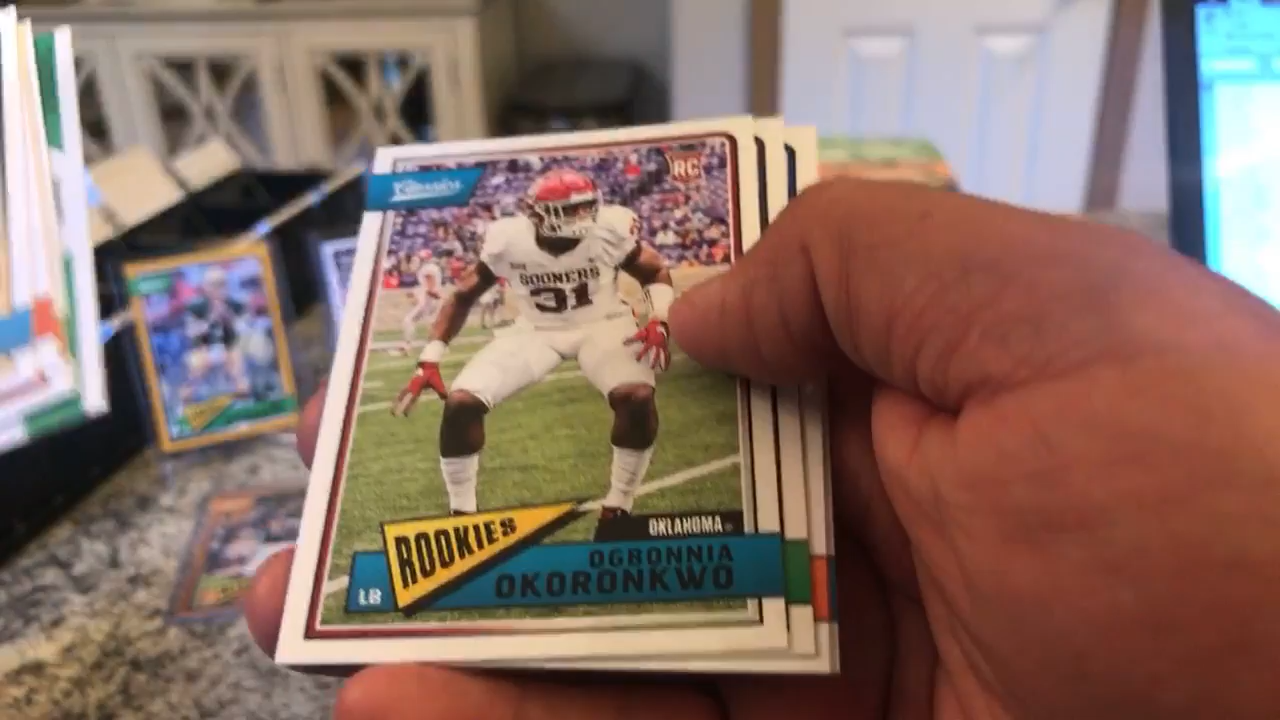 Classics
RC
SOONERS
31
ROOKIES
OKLAHOMA
OGBONNIA
OKORONKWO
LB